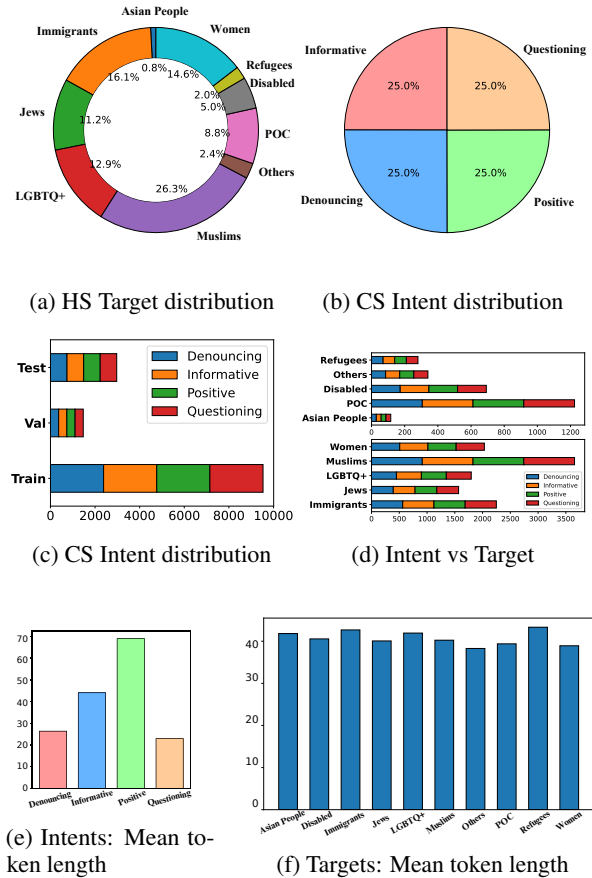 Asian People
Immigrants
Women
Refugees
Disabled
Jews
POC
Others
LGBTQ+
Muslims
0.8%
16.1%
14.6%
2.0%
5.0%
11.2%
8.8%
2.4%
12.9%
26.3%
Informative
Questioning
25.0%
25.0%
25.0%
25.0%
Denouncing
Positive
(a) HS Target distribution
(b) CS Intent distribution
Test
Val
Train
Denouncing
Informative
Positive
Questioning
0 2000 4000 6000 8000 10000
(c) CS Intent distribution
Refugees
Others
Disabled
POC
Asian People
0 200 400 600 800 1000 1200
Women
Muslims
LGBTQ+
Jews
Immigrants
Denouncing
Informative
Positive
Questioning
0 500 1000 1500 2000 2500 3000 3500
(d) Intent vs Target
70
60
50
40
30
20
10
0
Denouncing Informative Positive Questioning
(e) Intents: Mean to-
ken length
40
30
20
10
0
Asian People Disabled Immigrants Jews LGBTQ+ Muslims Others POC Refugees Women
(f) Targets: Mean token length